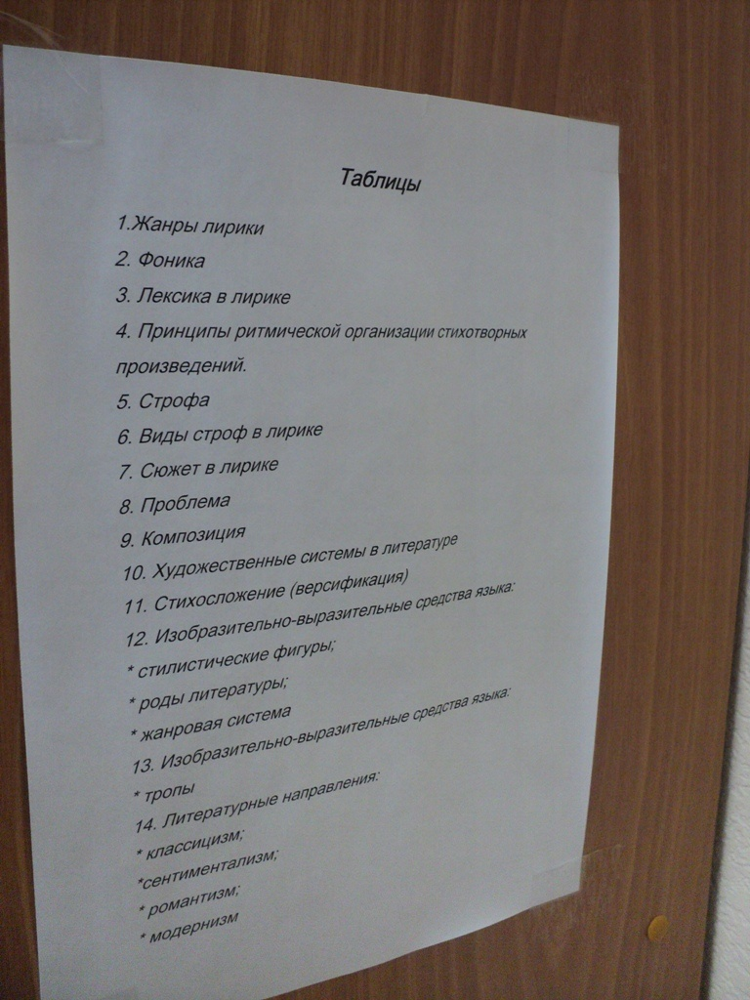 Таблицы
1.Жанры лирики
2. Фоника
3. Лексика в лирике
4. Принципы ритмической организации стихотворных
произведений.
5. Строфа
6. Виды строф в лирике
7. Сюжет в лирике
8. Проблема
9. Композиция
10. Художественные системы в литературе
11. Стихосложение (версификация)
12. Изобразительно-выразительные средства языка:
* стилистические фигуры;
* роды литературы;
* жанровая система
13. Изобразительно-выразительные средства языка:
* тропы
14. Литературные направления:
* классицизм;
*сентиментализм;
* романтизм;
* модернизм